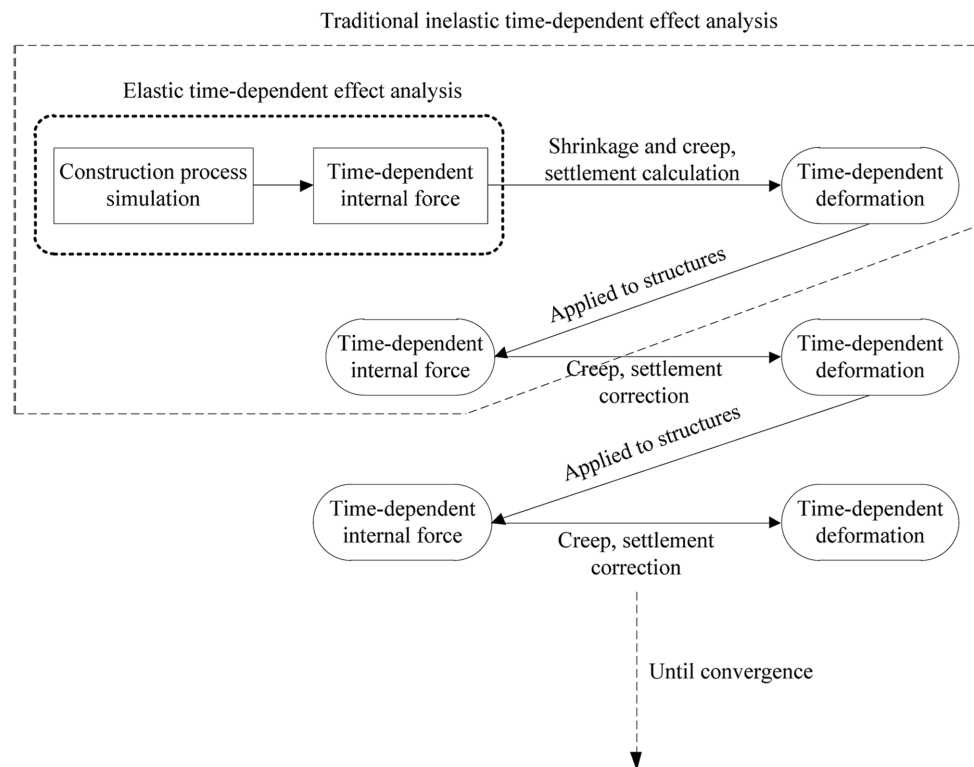 Traditional inelastic time-dependent effect analysis
Elastic time-dependent effect analysis
Construction process
simulation
Time-dependent
internal force
Shrinkage and creep,
settlement calculation
Time-dependent
deformation
Applied to structures
Time-dependent
internal force
Creep, settlement
correction
Time-dependent
deformation
Applied to structures
Time-dependent
internal force
Creep, settlement
correction
Time-dependent
deformation
Until convergence